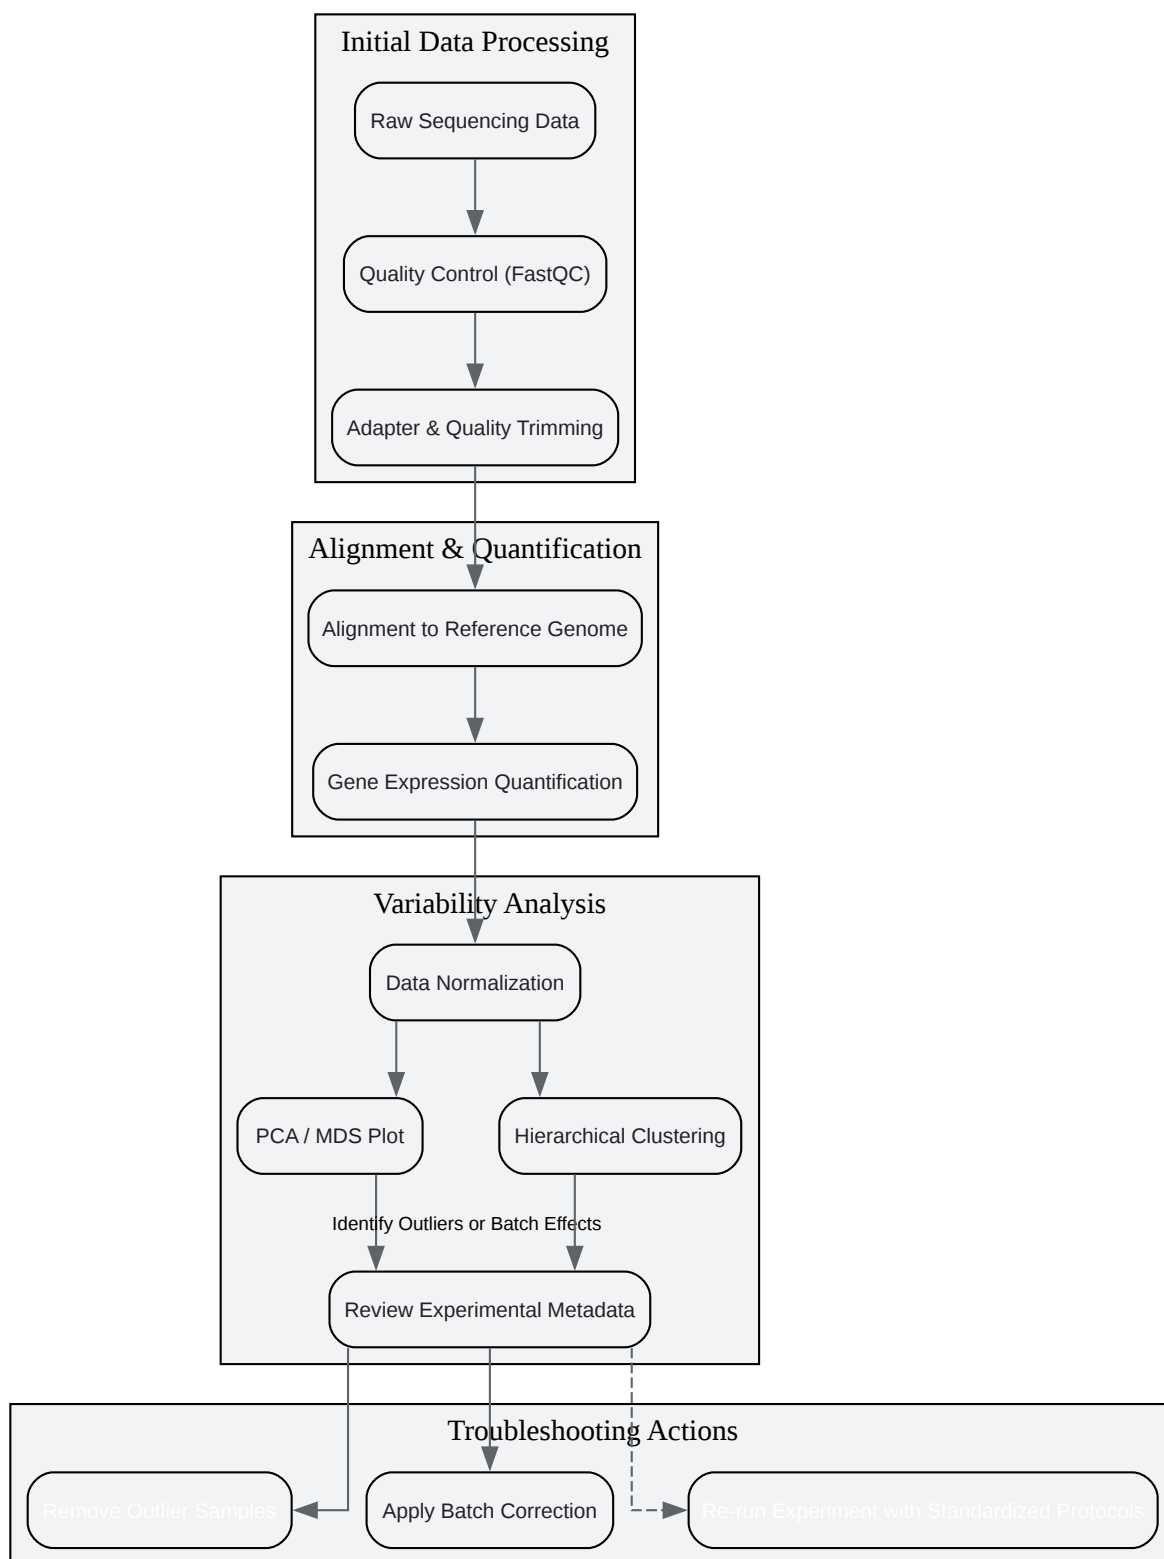 Initial Data Processing
Raw Sequencing Data
Quality Control (FastQC)
Adapter & Quality Trimming
Alignment & Quantification
Alignment to Reference Genome
Gene Expression Quantification
Variability Analysis
Data Normalization
PCA / MDS Plot
Hierarchical Clustering
Identify Outliers or Batch Effects
Review Experimental Metadata
Troubleshooting Actions
Remove Outlier Samples
Apply Batch Correction
Re-run Experiment with Standardized Protocols